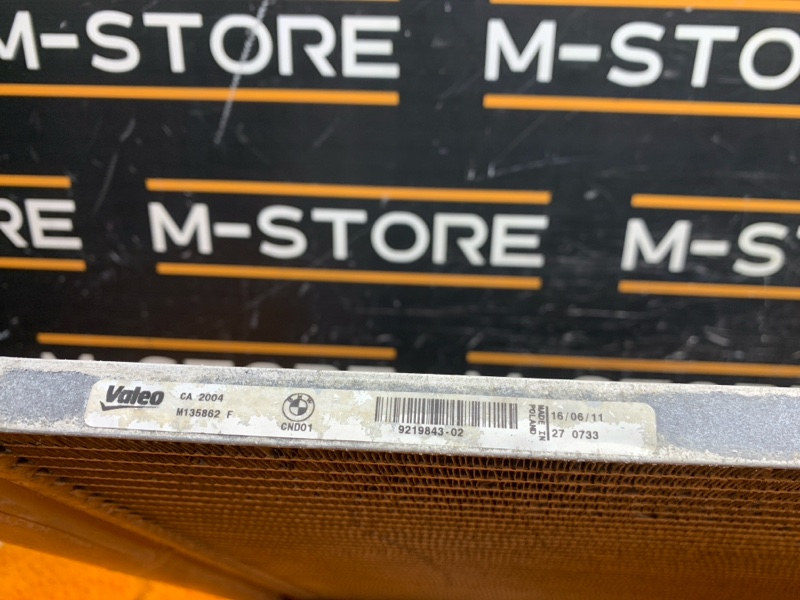 M-STORE M-STO
RE M-STORE M-S
M-STORE
Valeo CA 2004
M135862 F
CND01
9219843-02
MADE IN
POLAND
16/06/11
27 0733